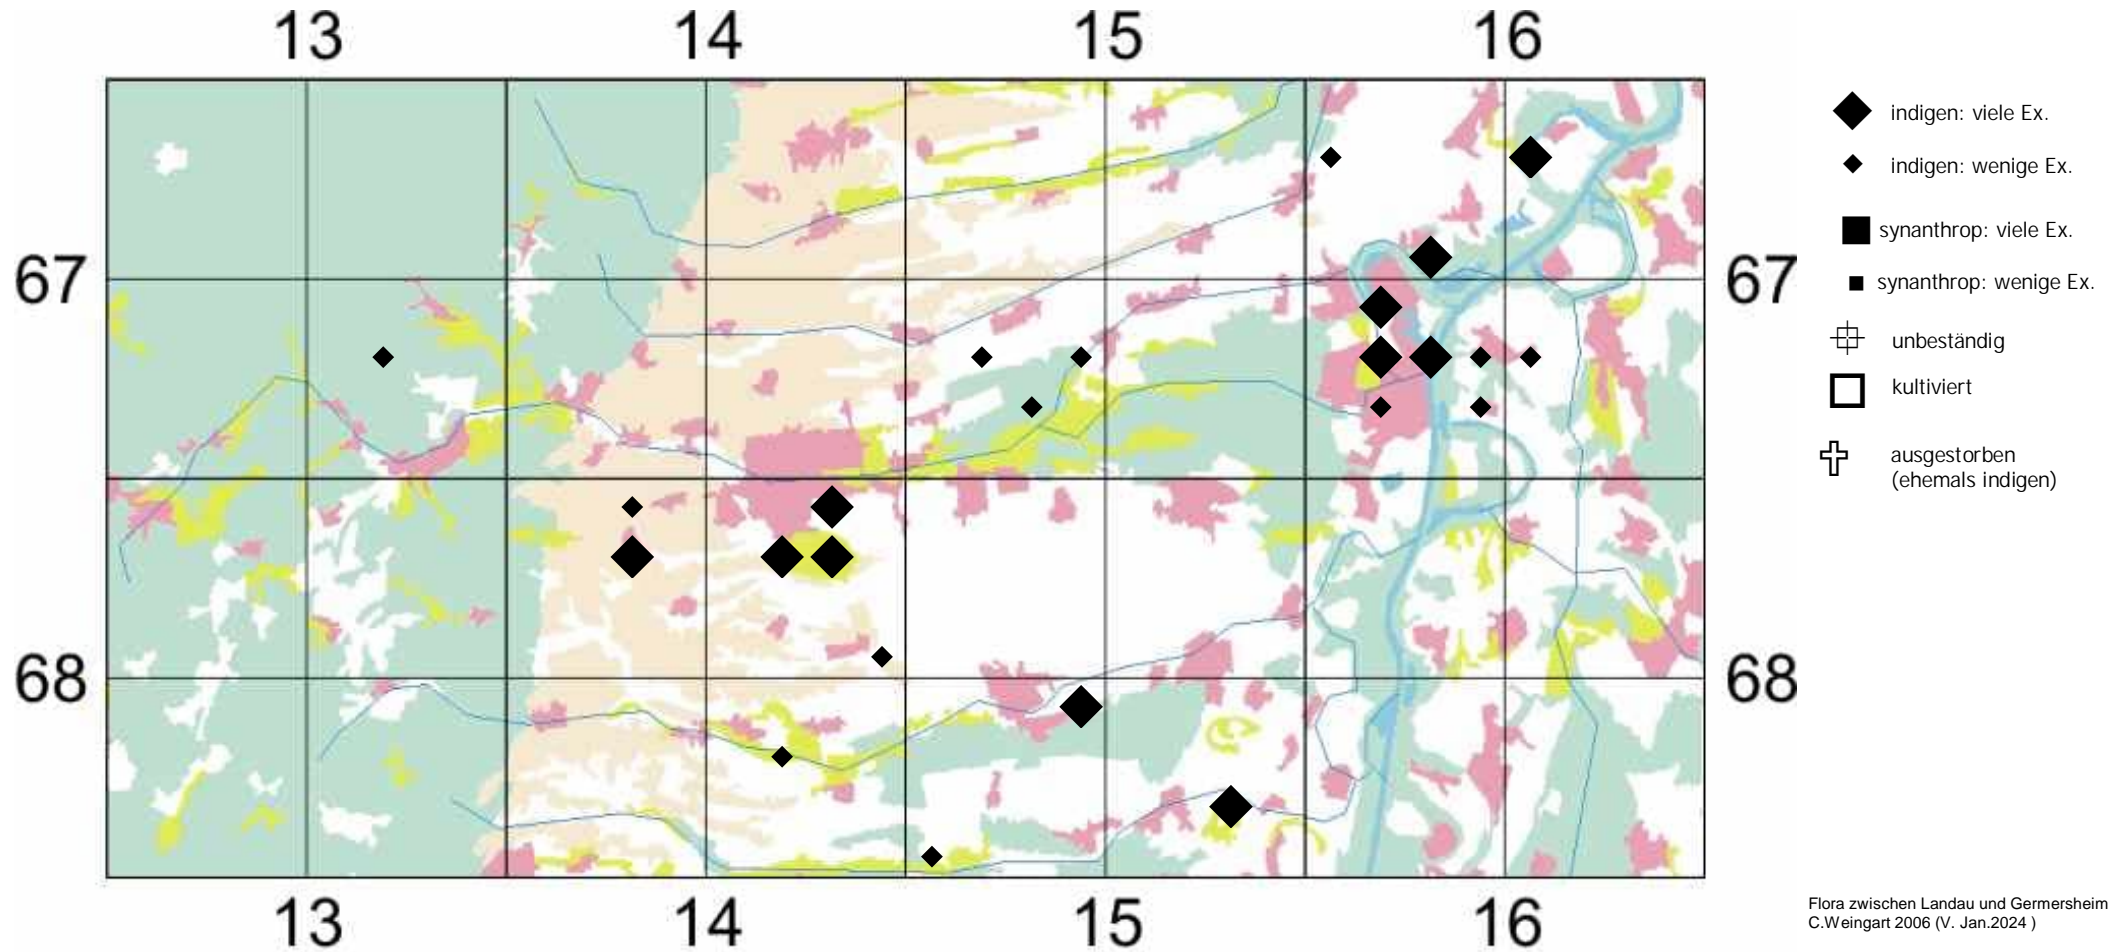 13 14 15 16
67 67
68 68
13 14 15 16
indigen: viele Ex.
indigen: wenige Ex.
synanthrop: viele Ex.
synanthrop: wenige Ex.
unbeständig
kultiviert
ausgestorben
(ehemals indigen)
Flora zwischen Landau und Germersheim
C.Weingart 2006 (V. Jan.2024 )